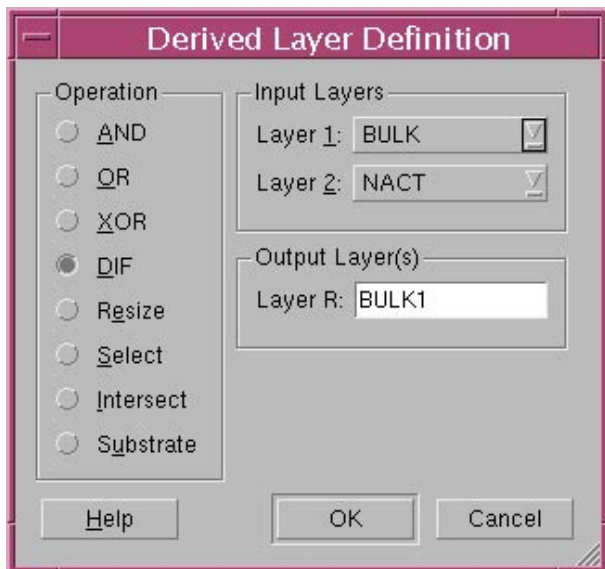 Derived Layer Definition
Operation
AND
OR
XOR
DIF
Resize
Select
Intersect
Substrate
Input Layers
Layer 1: BULK
Layer 2: NACT
Output Layer(s)
Layer R: BULK1
Help
OK
Cancel